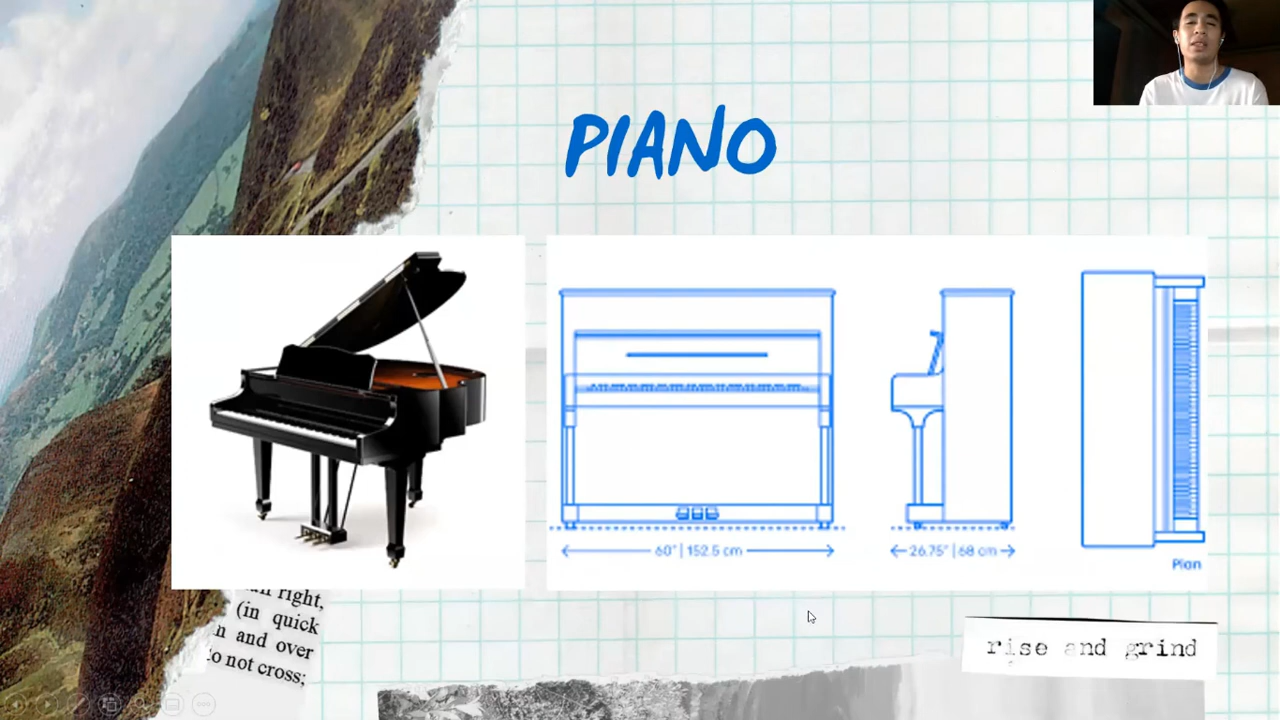 PIANO
60" | 152.5 cm
26.75" | 68 cm
Plan
right,
(in quick
and over
not cross;
rise and grind